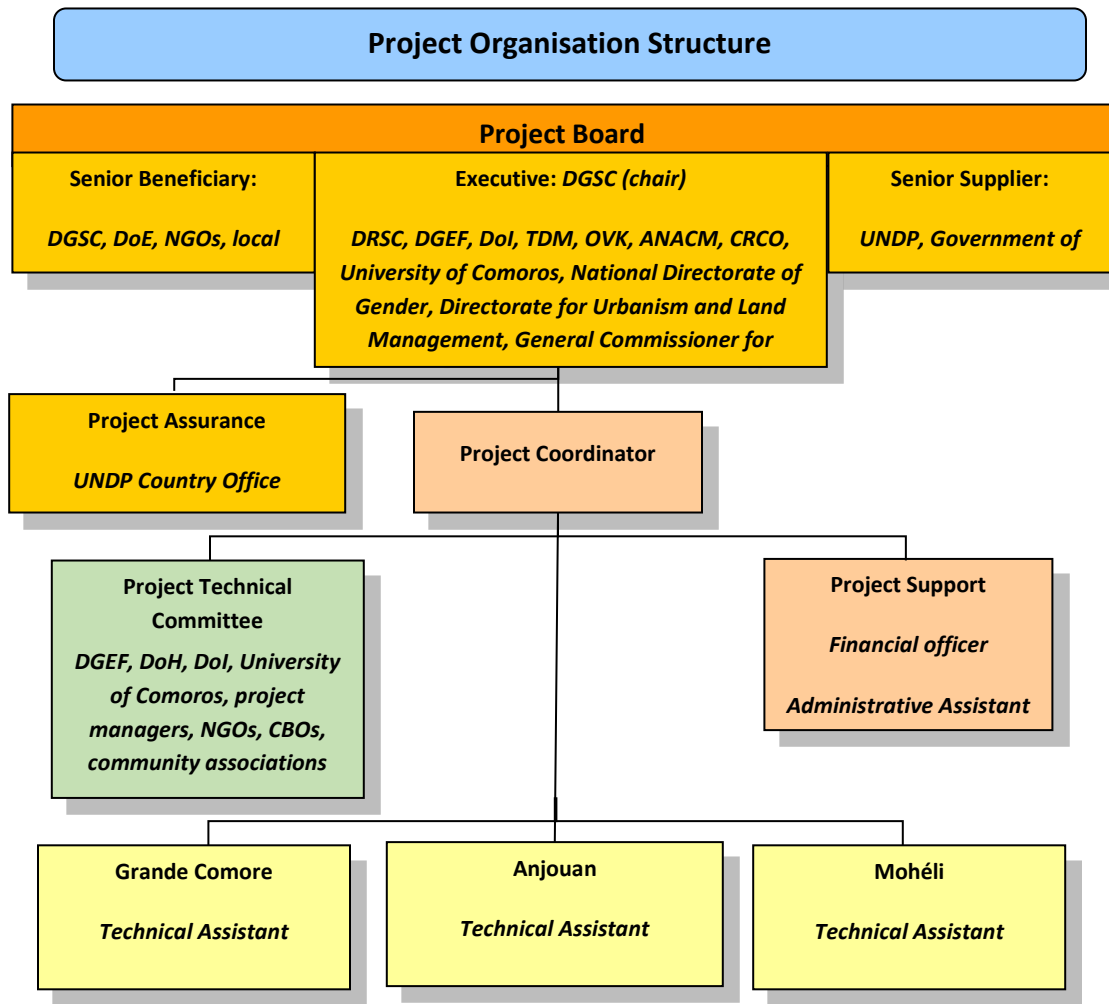 Project Organisation Structure
Project Board
Senior Beneficiary:
DGSC, DoE, NGOs, local
Executive: DGSC (chair)
DRSC, DGEF, DoI, TDM, OVK, ANACM, CRCO,
University of Comoros, National Directorate of
Gender, Directorate for Urbanism and Land
Management, General Commissioner for
Senior Supplier:
UNDP, Government of
Project Assurance
UNDP Country Office
Project Coordinator
Project Technical
Committee
DGEF, DoH, DoI, University
of Comoros, project
managers, NGOs, CBOs,
community associations
Project Support
Financial officer
Administrative Assistant
Grande Comore
Technical Assistant
Anjouan
Technical Assistant
Mohéli
Technical Assistant